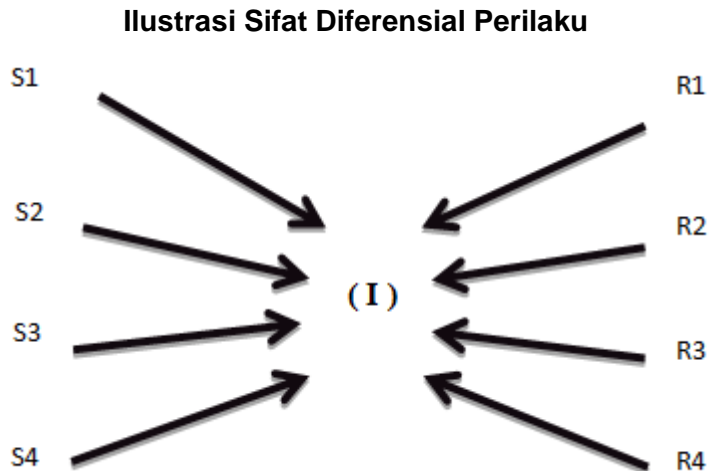 Ilustrasi Sifat Diferensial Perilaku
S1
R1
S2
R2
( I )
S3
R3
S4
R4